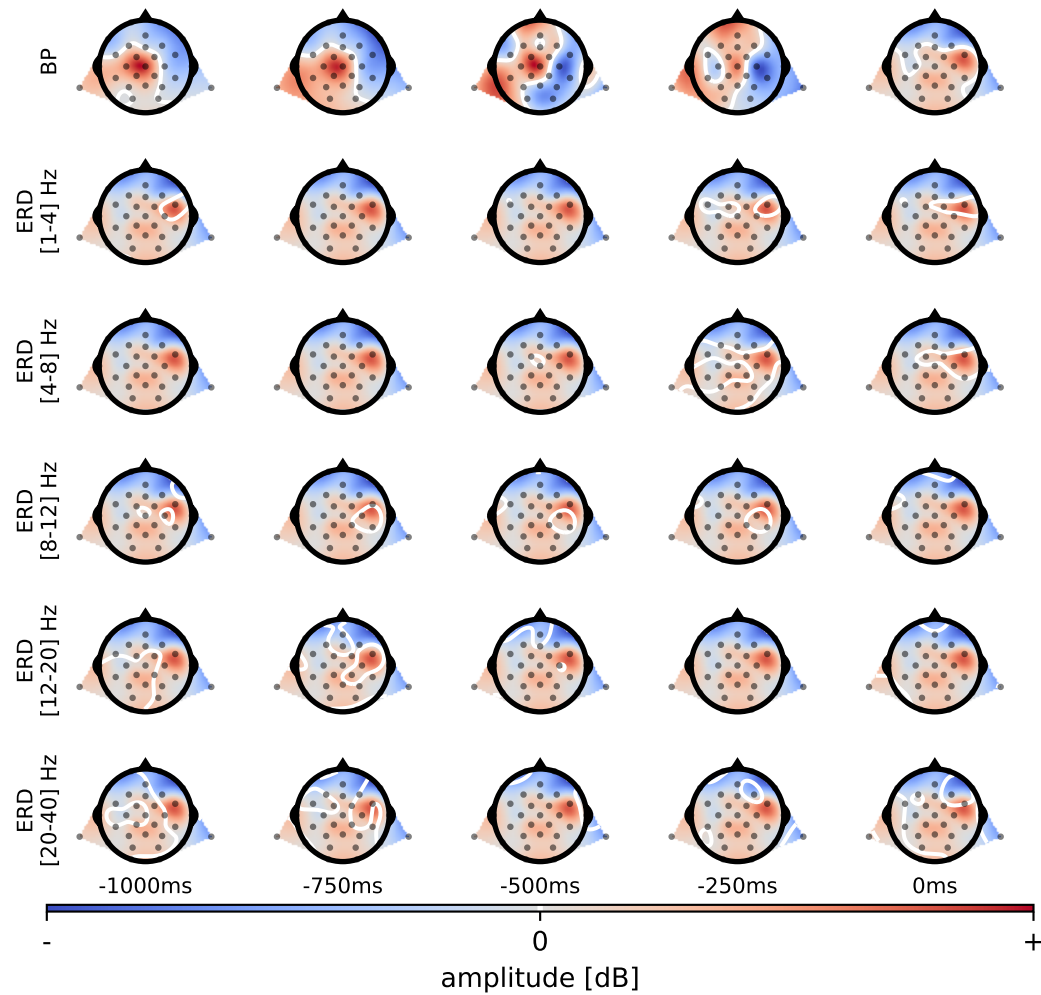 BP
ERD
[1-4] Hz
ERD
[4-8] Hz
ERD
[8-12] Hz
ERD
[12-20] Hz
ERD
[20-40] Hz
-1000ms -750ms -500ms -250ms 0ms
- 0 +
amplitude [dB]